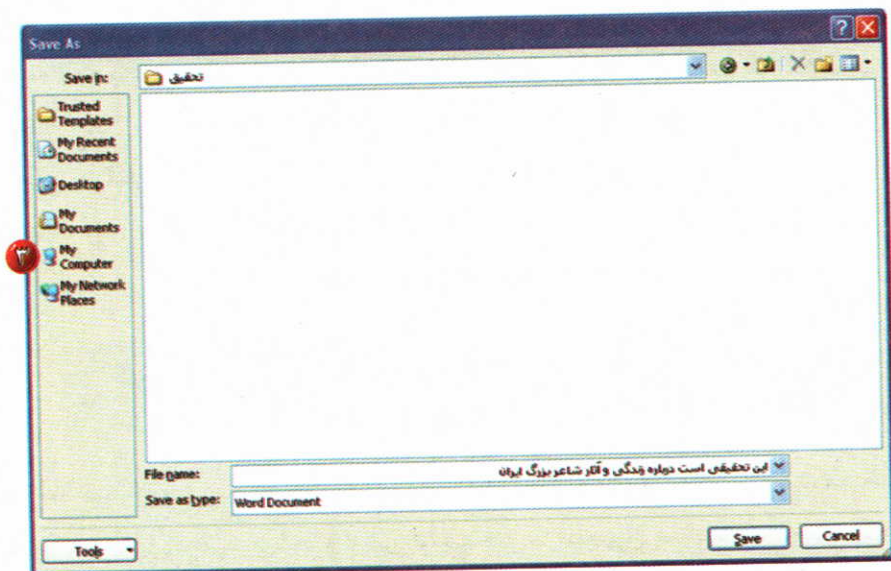 Save As
Save in:
تحقیق
Trusted
Templates
My Recent
Documents
Desktop
My
Documents
۳
My
Computer
My Network
Places
File name:
این تحقیقی است درباره زندگی و آثار شاعر بزرگ ایران
Save as type:
Word Document
Tools
Save
Cancel